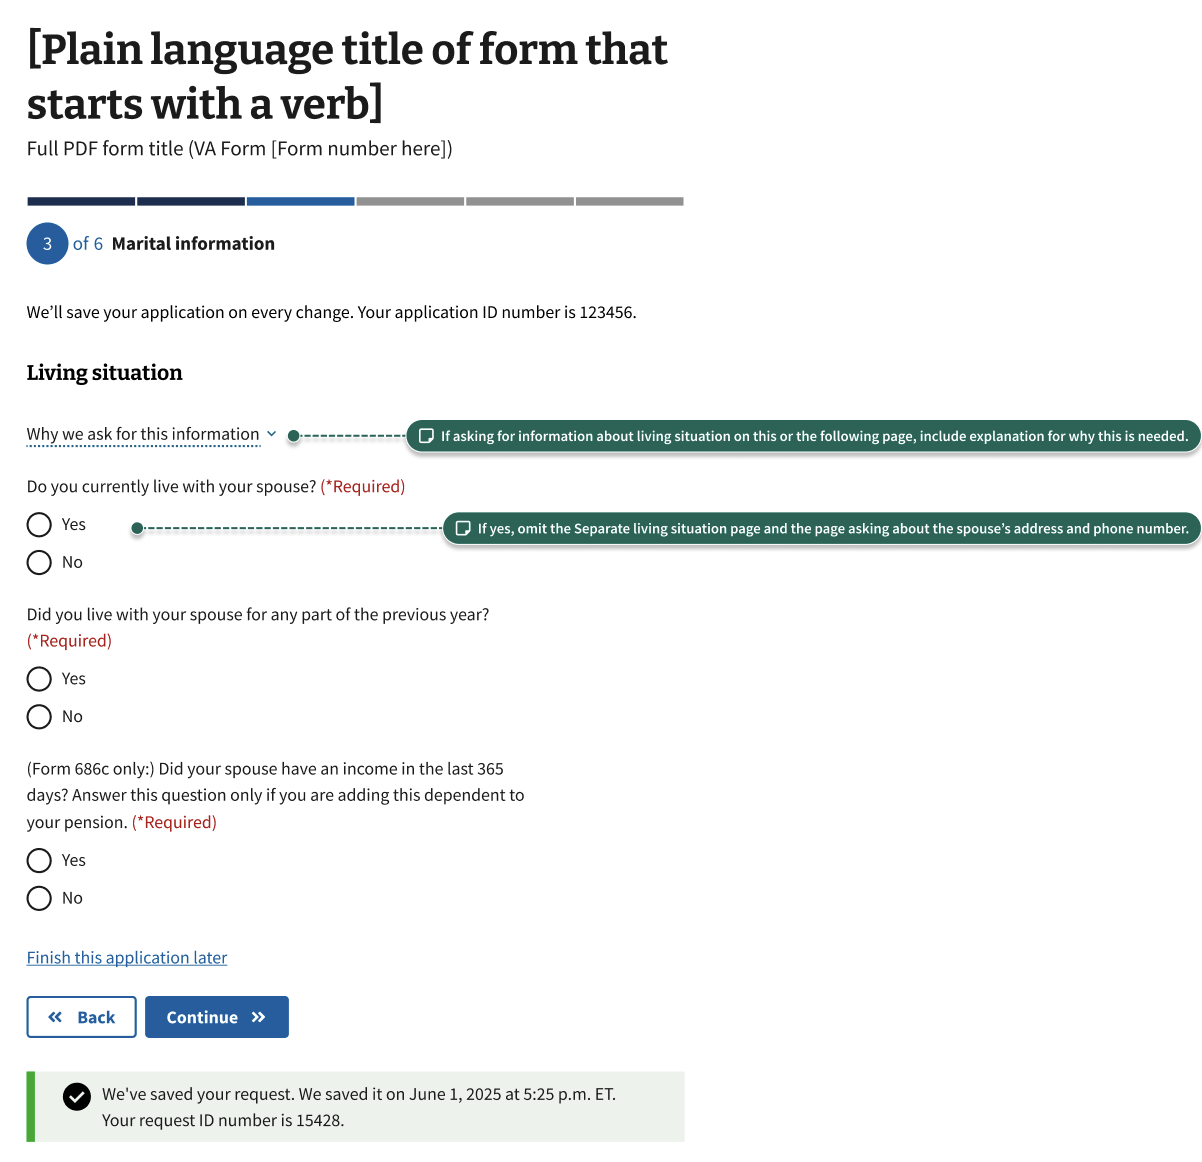 [Plain language title of form that
starts with a verb]
Full PDF form title (VA Form [Form number here])
3 of 6 Marital information
We’ll save your application on every change. Your application ID number is 123456.
Living situation
Why we ask for this information
If asking for information about living situation on this or the following page, include explanation for why this is needed.
Do you currently live with your spouse? (*Required)
Yes
If yes, omit the Separate living situation page and the page asking about the spouse’s address and phone number.
No
Did you live with your spouse for any part of the previous year?
(*Required)
Yes
No
(Form 686c only:) Did your spouse have an income in the last 365
days? Answer this question only if you are adding this dependent to
your pension. (*Required)
Yes
No
Finish this application later
Back
Continue
We've saved your request. We saved it on June 1, 2025 at 5:25 p.m. ET.
Your request ID number is 15428.